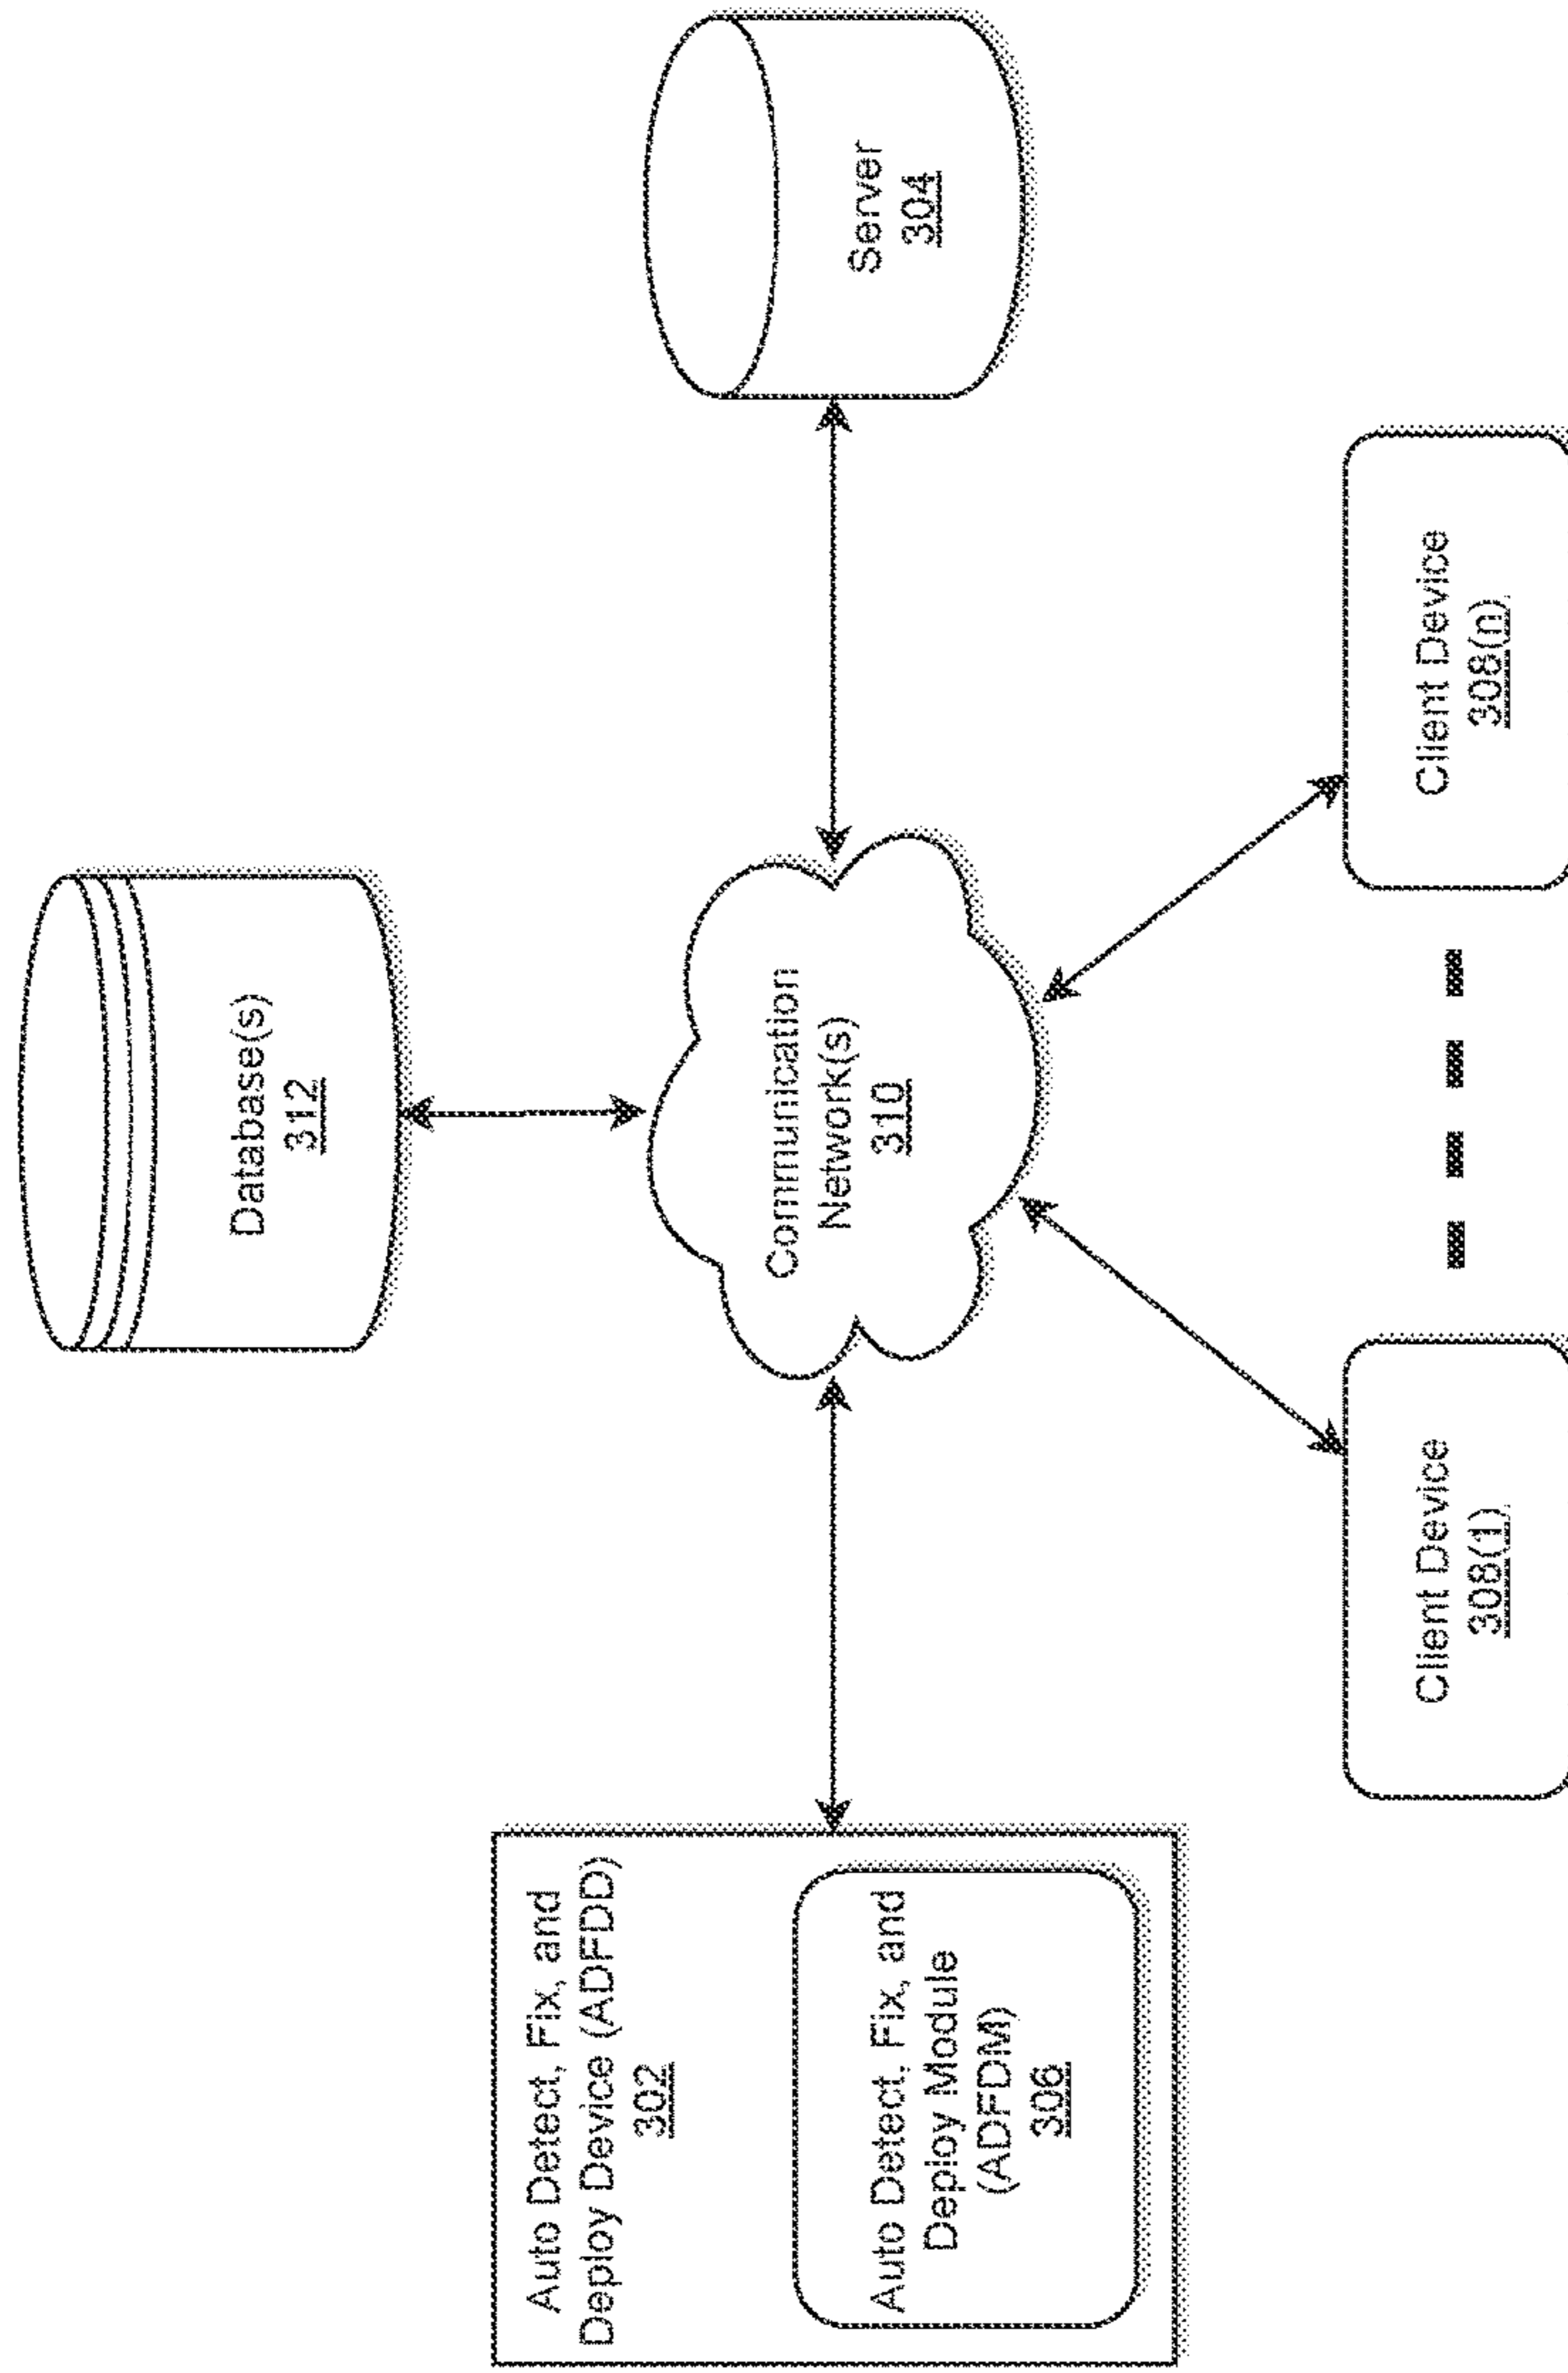 Database(s)
312
Auto Detect, Fix, and
Deploy Device (ADFDD)
302
Auto Detect, Fix, and
Deploy Module
(ADFDM)
306
Communication
Network(s)
310
Server
304
Client Device
308(1)
Client Device
308(n)